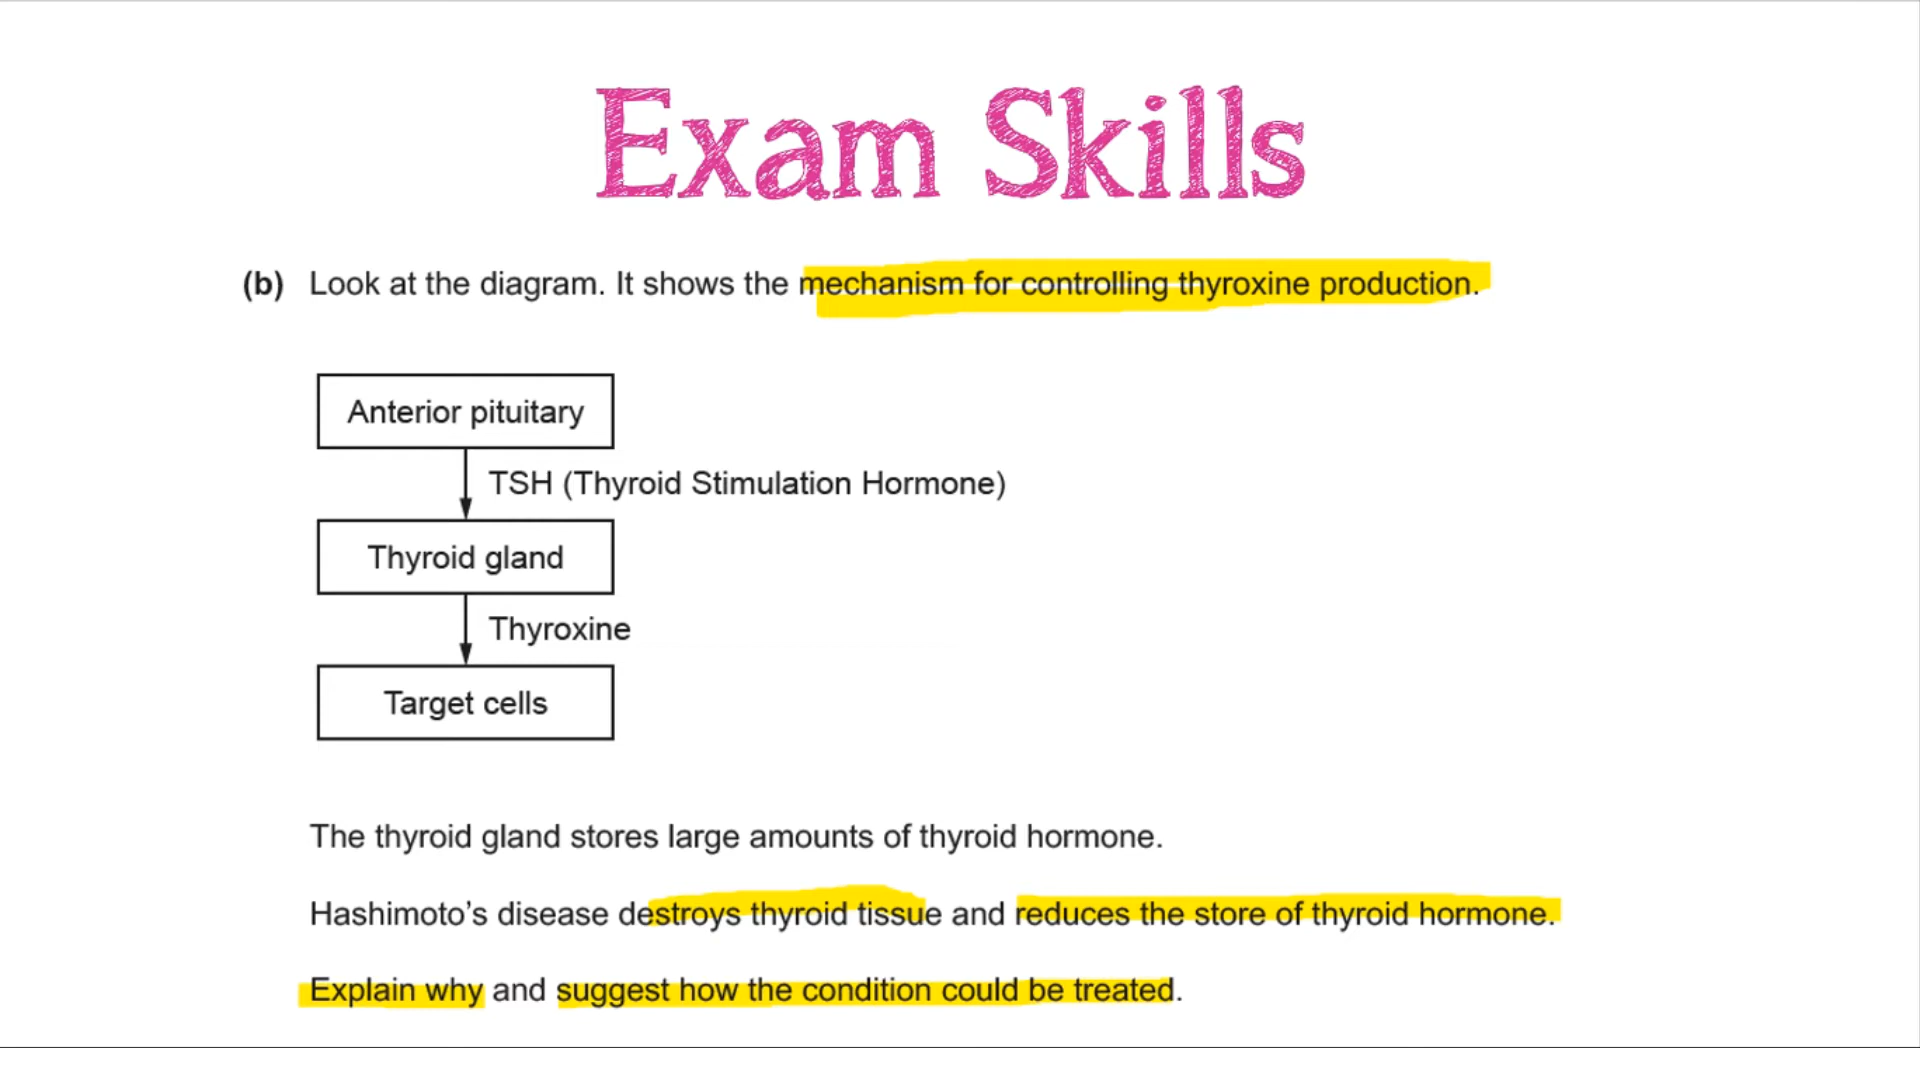 Exam Skills
(b) Look at the diagram. It shows the mechanism for controlling thyroxine production.
Anterior pituitary
TSH (Thyroid Stimulation Hormone)
Thyroid gland
Thyroxine
Target cells
The thyroid gland stores large amounts of thyroid hormone.
Hashimoto’s disease destroys thyroid tissue and reduces the store of thyroid hormone.
Explain why and suggest how the condition could be treated.